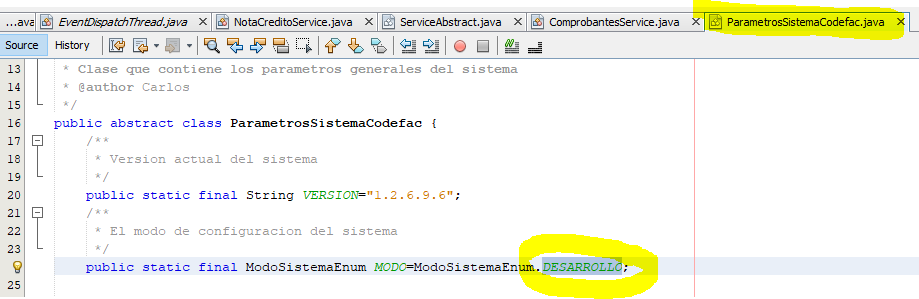 ...ava EventDispatchThread.java NotaCreditoService.java ServiceAbstract.java ComprobantesService.java ParametrosSistemaCodefac.java
Source History
13 * Clase que contiene los parametros generales del sistema
14 * @author Carlos
15 */
16 public abstract class ParametrosSistemaCodefac {
17 /**
18 * Version actual del sistema
19 */
20 public static final String VERSION="1.2.6.9.6";
21 /**
22 * El modo de configuracion del sistema
23 */
public static final ModoSistemaEnum MODO=ModoSistemaEnum.DESARROLLO;
25